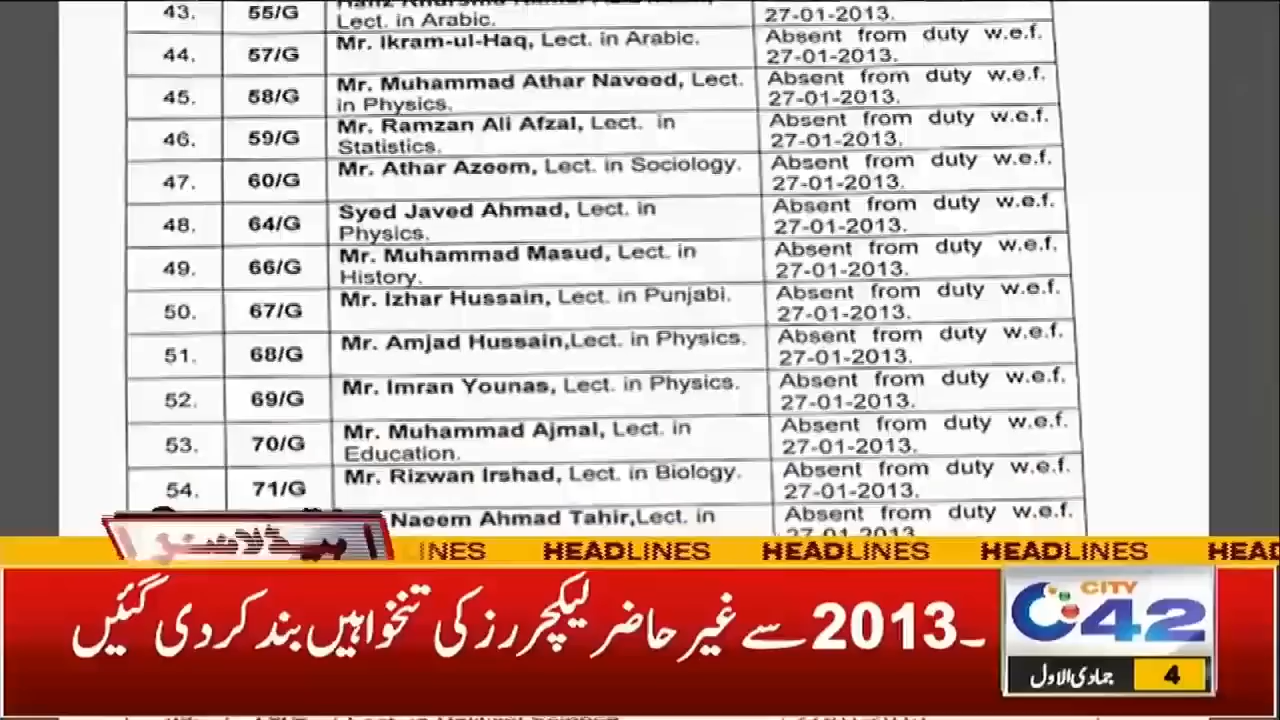 43. 55/G Lect. in Arabic. 27-01-2013.
44. 57/G Mr. Ikram-ul-Haq, Lect. in Arabic. Absent from duty w.e.f.
27-01-2013.
45. 58/G Mr. Muhammad Athar Naveed, Lect. Absent from duty w.e.f.
in Physics. 27-01-2013.
46. 59/G Mr. Ramzan Ali Afzal, Lect. in Absent from duty w.e.f.
Statistics. 27-01-2013.
47. 60/G Mr. Athar Azeem, Lect. in Sociology. Absent from duty w.e.f.
27-01-2013.
48. 64/G Syed Javed Ahmad, Lect. in Absent from duty w.e.f.
Physics. 27-01-2013.
49. 66/G Mr. Muhammad Masud, Lect. in Absent from duty w.e.f.
History. 27-01-2013.
50. 67/G Mr. Izhar Hussain, Lect. in Punjabi. Absent from duty w.e.f.
27-01-2013.
51. 68/G Mr. Amjad Hussain,Lect. in Physics. Absent from duty w.e.f.
27-01-2013.
52. 69/G Mr. Imran Younas, Lect. in Physics. Absent from duty w.e.f.
27-01-2013.
53. 70/G Mr. Muhammad Ajmal, Lect. in Absent from duty w.e.f.
Education. 27-01-2013.
54. 71/G Mr. Rizwan Irshad, Lect. in Biology. Absent from duty w.e.f.
27-01-2013.
Naeem Ahmad Tahir,Lect. in Absent from duty w.e.f.
27-01-2013
ہیڈلائنز LINES HEADLINES HEADLINES HEADLINES HEAD
۔2013 سے غیر حاضر لیکچررز کی تنخواہیں بند کر دی گئیں
CITY
42
4 جمادی الاول